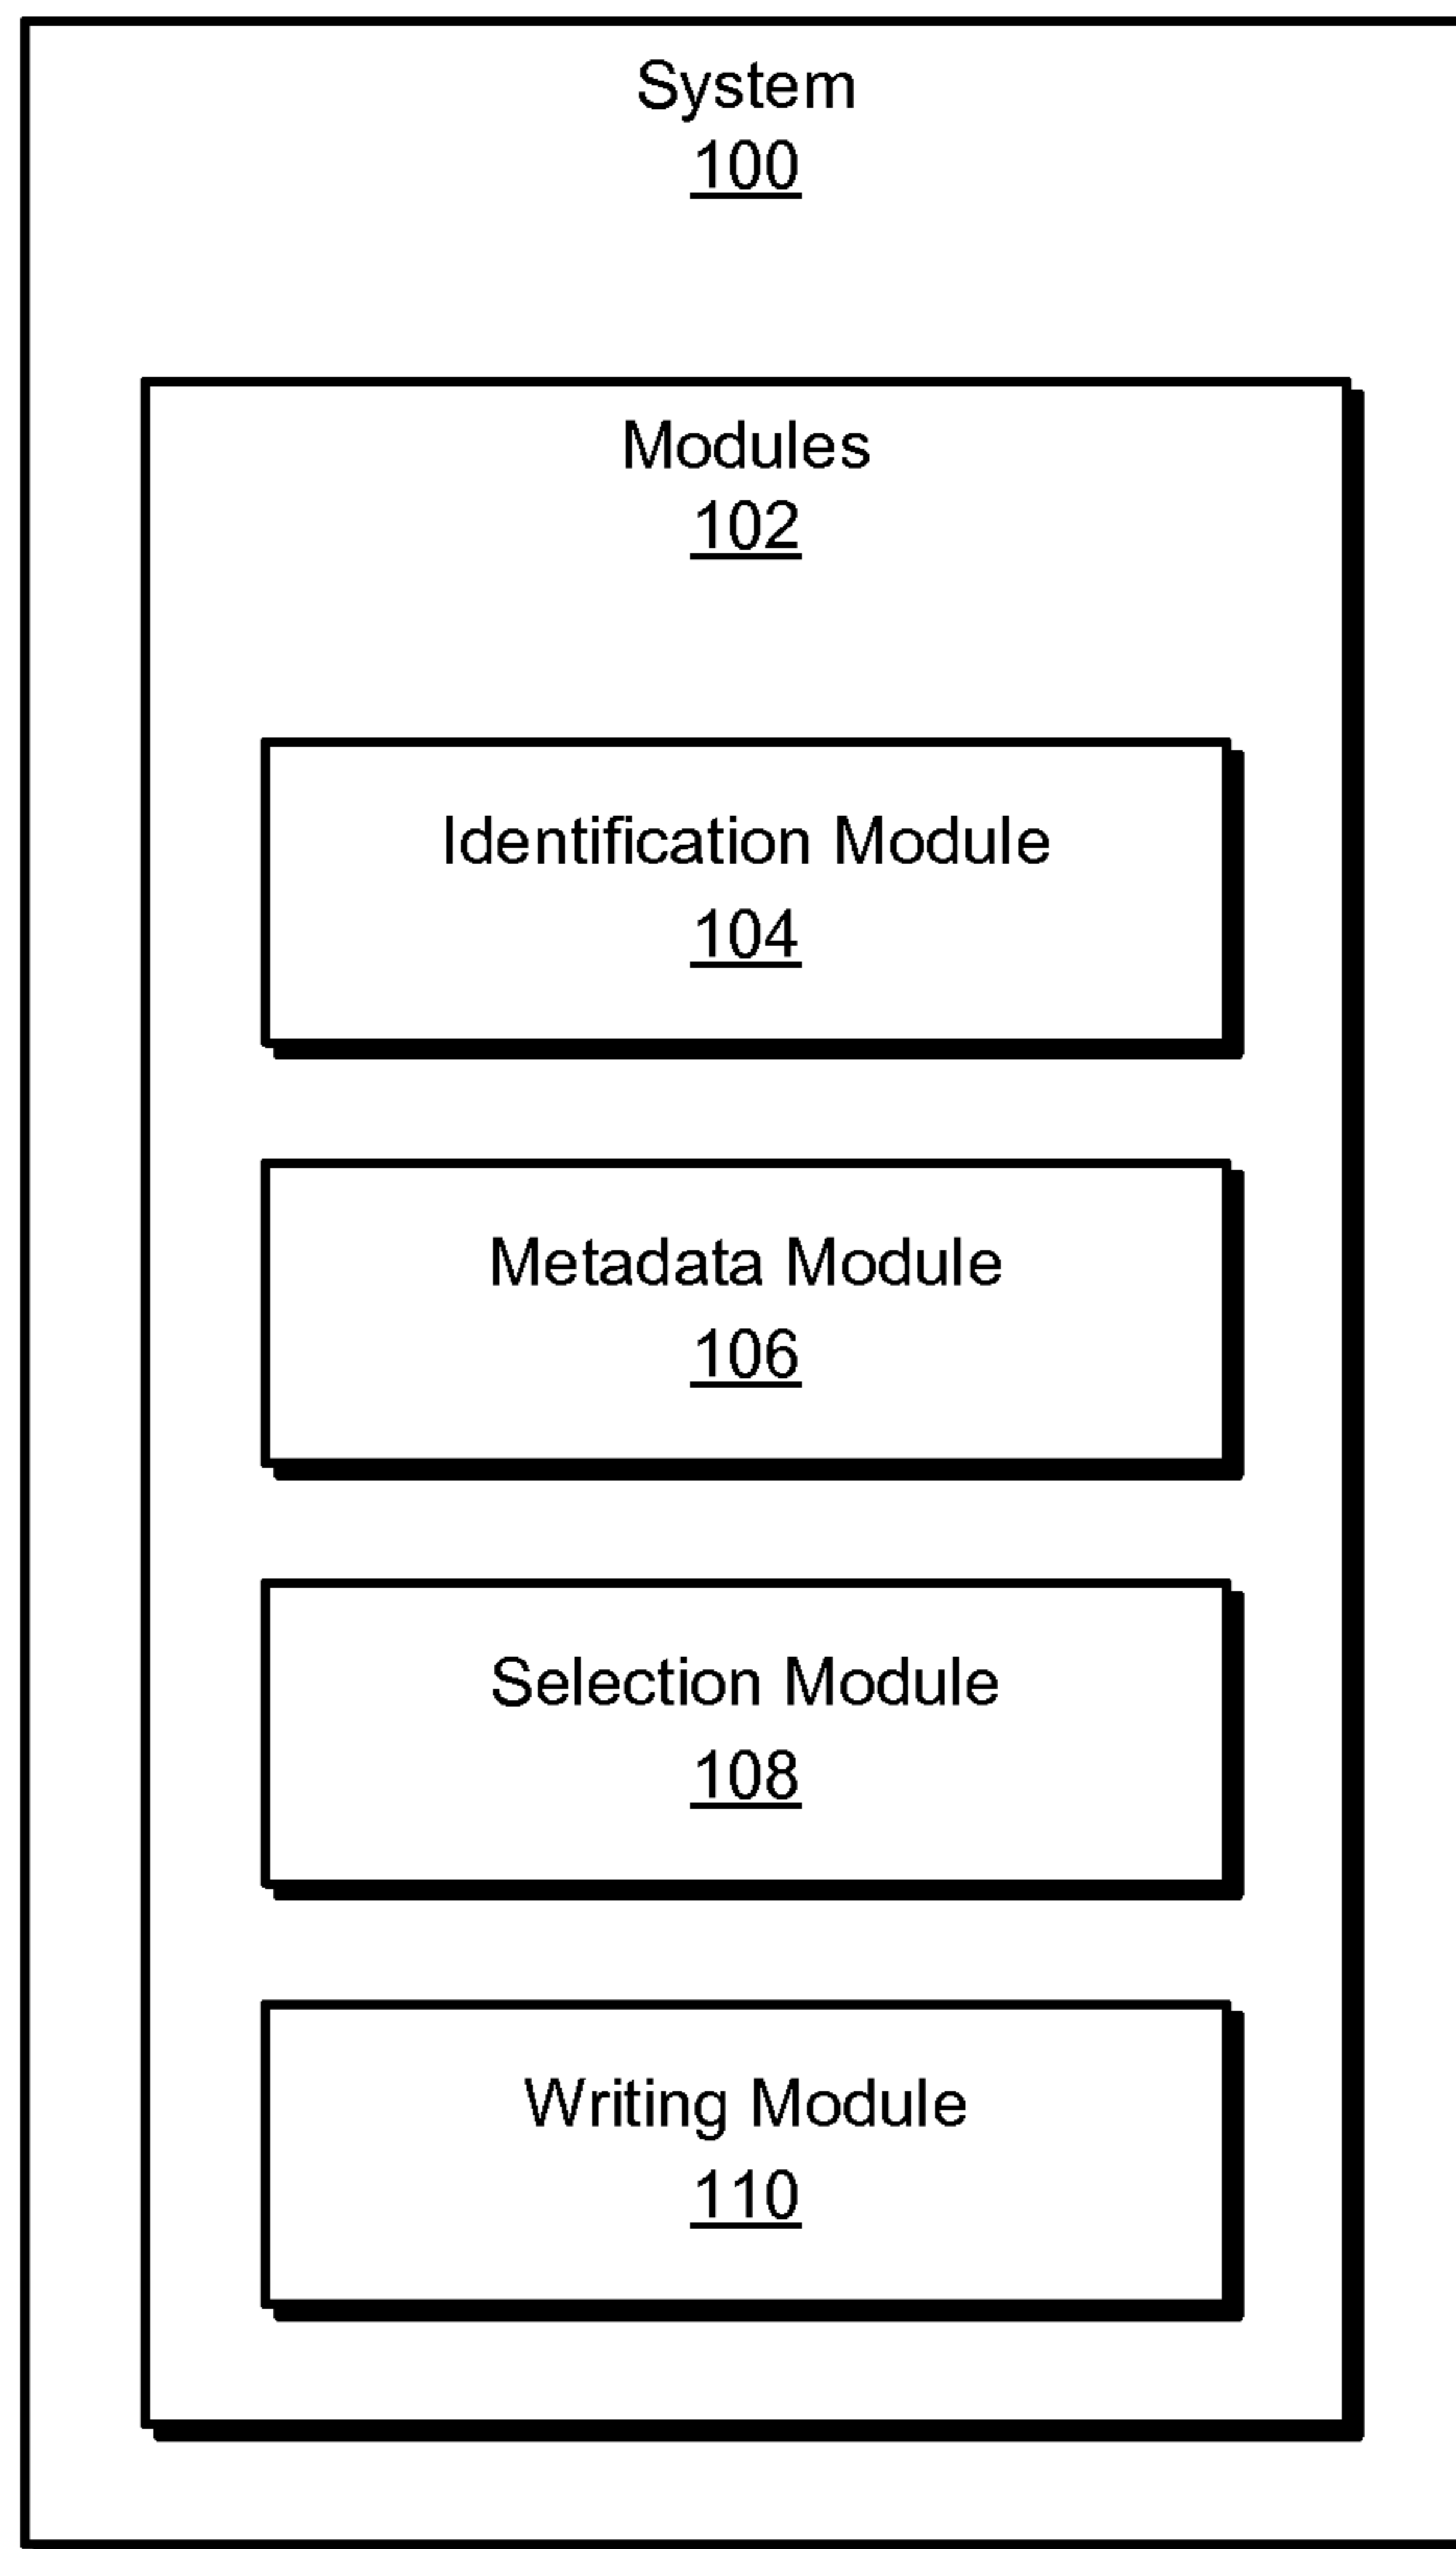 System
100
Modules
102
Identification Module
104
Metadata Module
106
Selection Module
108
Writing Module
110